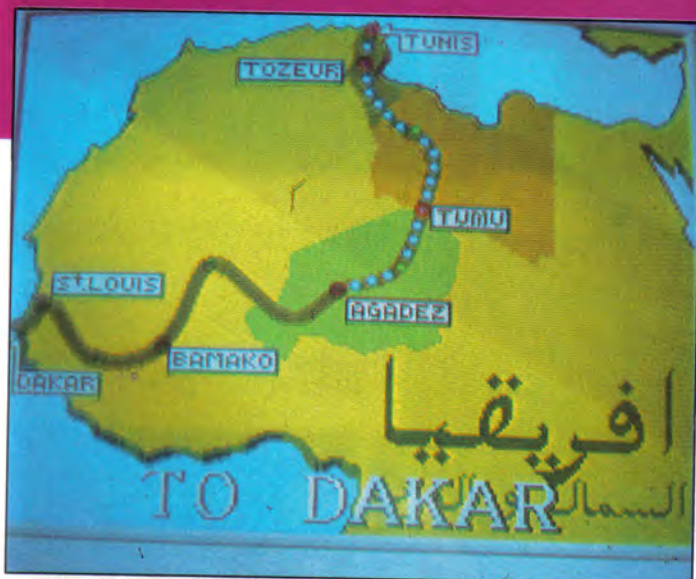 TUNIS
TOZEUR
TUMU
St.LOUIS
AGADEZ
BAMAKO
DAKAR
افريقيا
TO DAKAR